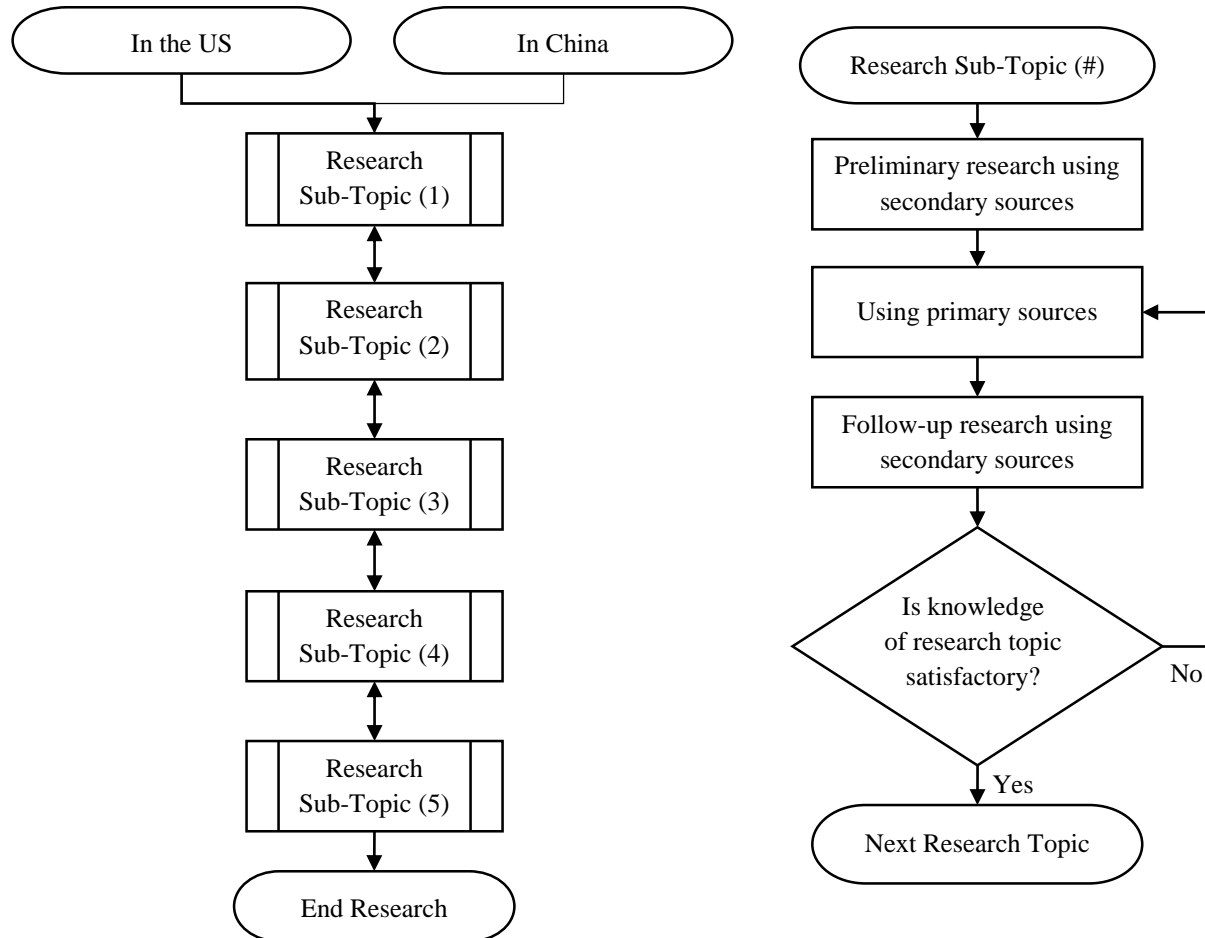 In the US
In China
Research
Sub-Topic (1)
Research
Sub-Topic (2)
Research
Sub-Topic (3)
Research
Sub-Topic (4)
Research
Sub-Topic (5)
End Research
Research Sub-Topic (#)
Preliminary research using
secondary sources
Using primary sources
Follow-up research using
secondary sources
Is knowledge
of research topic
satisfactory?
No
Yes
Next Research Topic